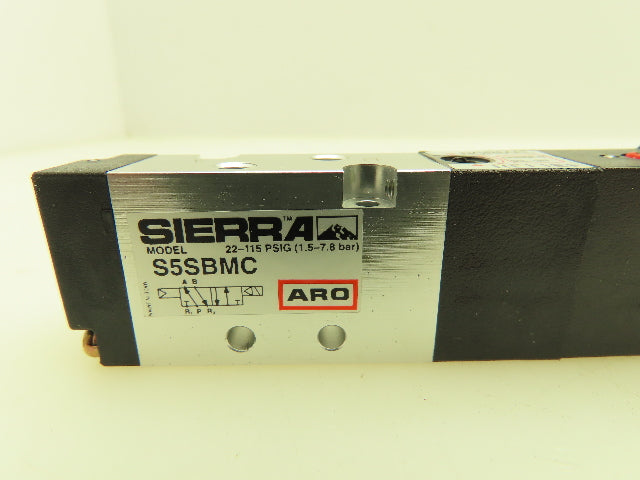 SIERRA™
MODEL 22-115 PSIG (1.5-7.8 bar)
S5SBMC
A B
R₁ P R₂
ARO